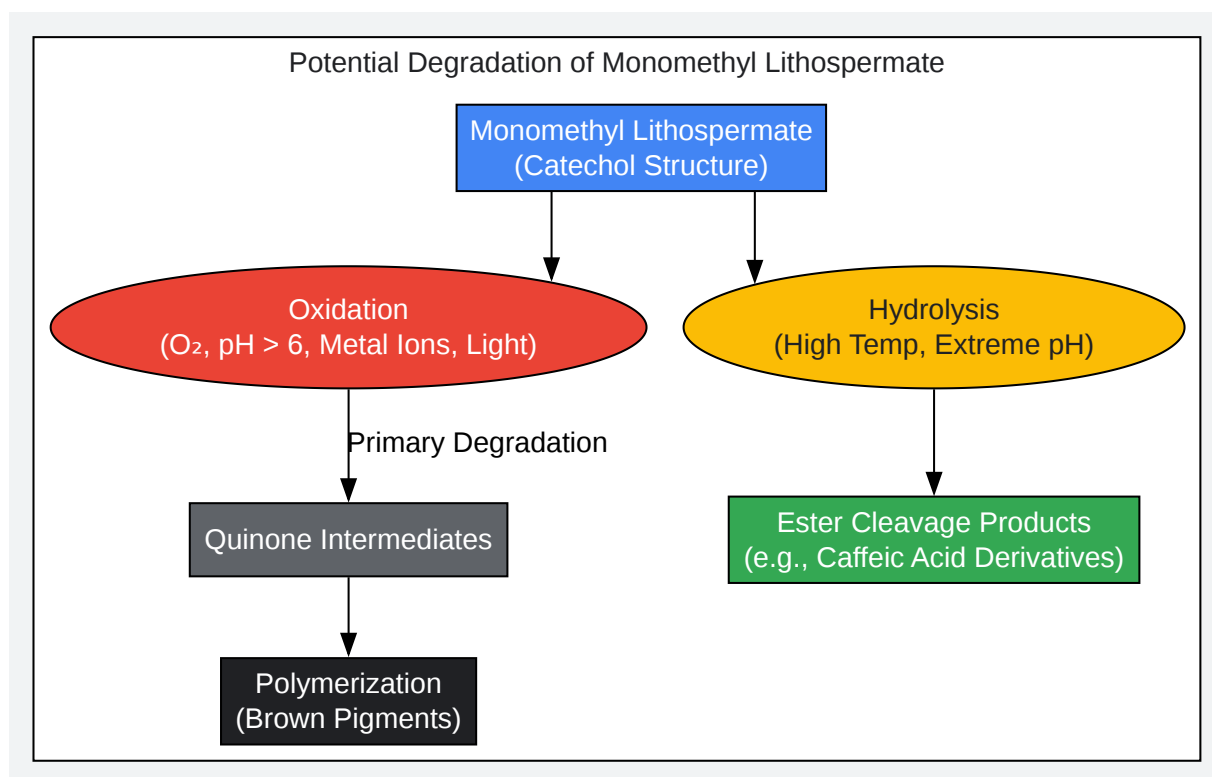 Potential Degradation of Monomethyl Lithospermate
Monomethyl Lithospermate
(Catechol Structure)
Oxidation
(O₂, pH > 6, Metal Ions, Light)
Hydrolysis
(High Temp, Extreme pH)
Primary Degradation
Quinone Intermediates
Ester Cleavage Products
(e.g., Caffeic Acid Derivatives)
Polymerization
(Brown Pigments)